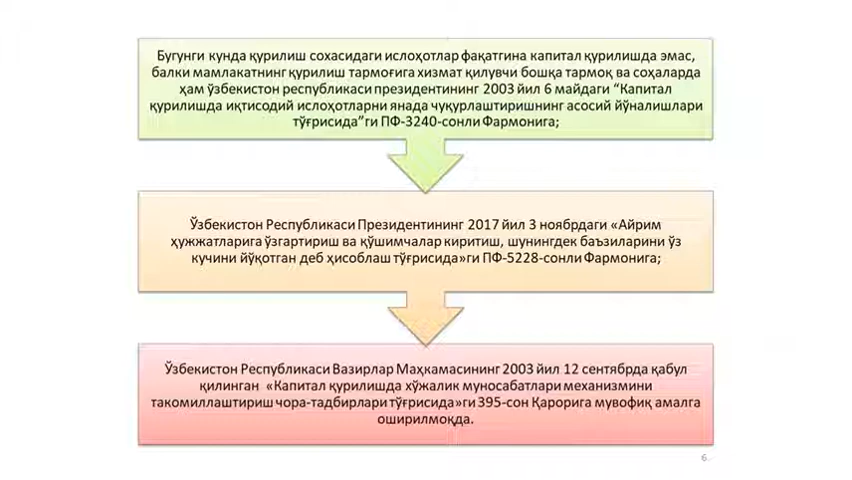 Бугунги кунда қурилиш сохасидаги ислоҳотлар фақатгина капитал қурилишда эмас,
балки мамлакатнинг қурилиш тармоғига хизмат қилувчи бошқа тармоқ ва соҳаларда
ҳам ўзбекистон республикаси президентининг 2003 йил 6 майдаги “Капитал
қурилишда иқтисодий ислоҳотларни янада чуқурлаштиришнинг асосий йўналишлари
тўғрисида”ги ПФ-3240-сонли Фармонига;
Ўзбекистон Республикаси Президентининг 2017 йил 3 ноябрдаги «Айрим
ҳужжатларига ўзгартириш ва қўшимчалар киритиш, шунингдек баъзиларини ўз
кучини йўқотган деб ҳисоблаш тўғрисида»ги ПФ-5228-сонли Фармонига;
Ўзбекистон Республикаси Вазирлар Маҳкамасининг 2003 йил 12 сентябрда қабул
қилинган «Капитал қурилишда хўжалик муносабатлари механизмини
такомиллаштириш чора-тадбирлари тўғрисида»ги 395-сон Қарорига мувофиқ амалга
оширилмоқда.
6